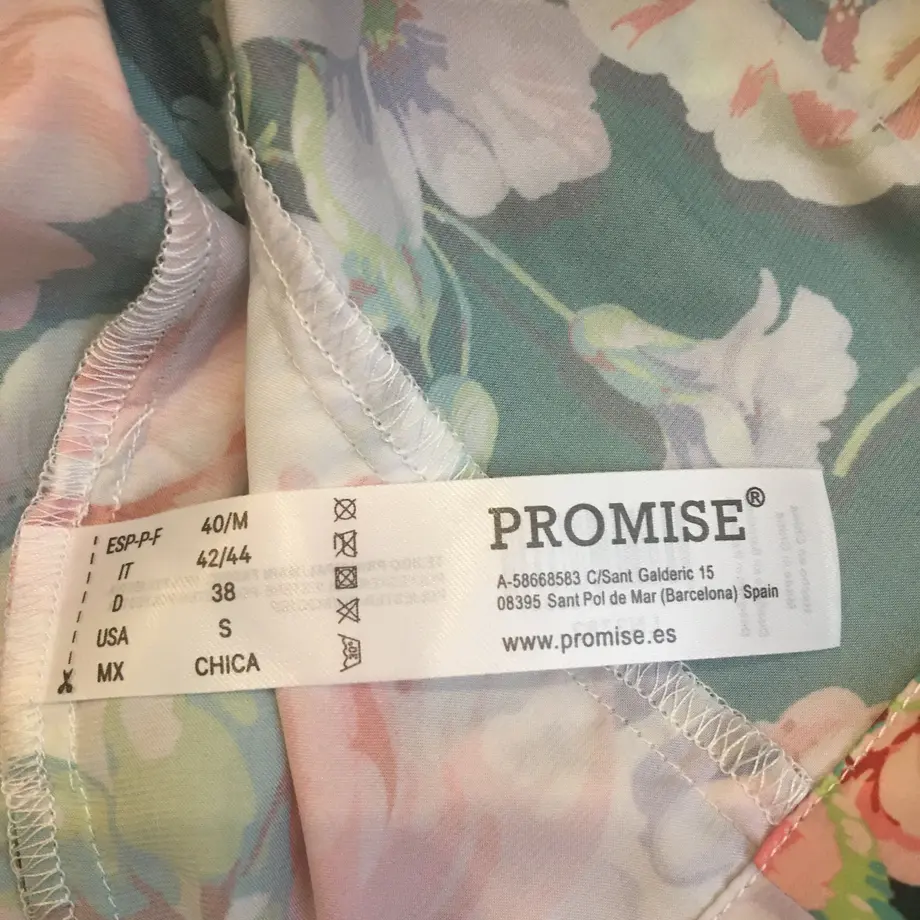 ESP-P-F 40/M
IT 42/44
D 38
USA S
MX CHICA
PROMISE®
A-58668583 C/Sant Galderic 15
08395 Sant Pol de Mar (Barcelona) Spain
www.promise.es